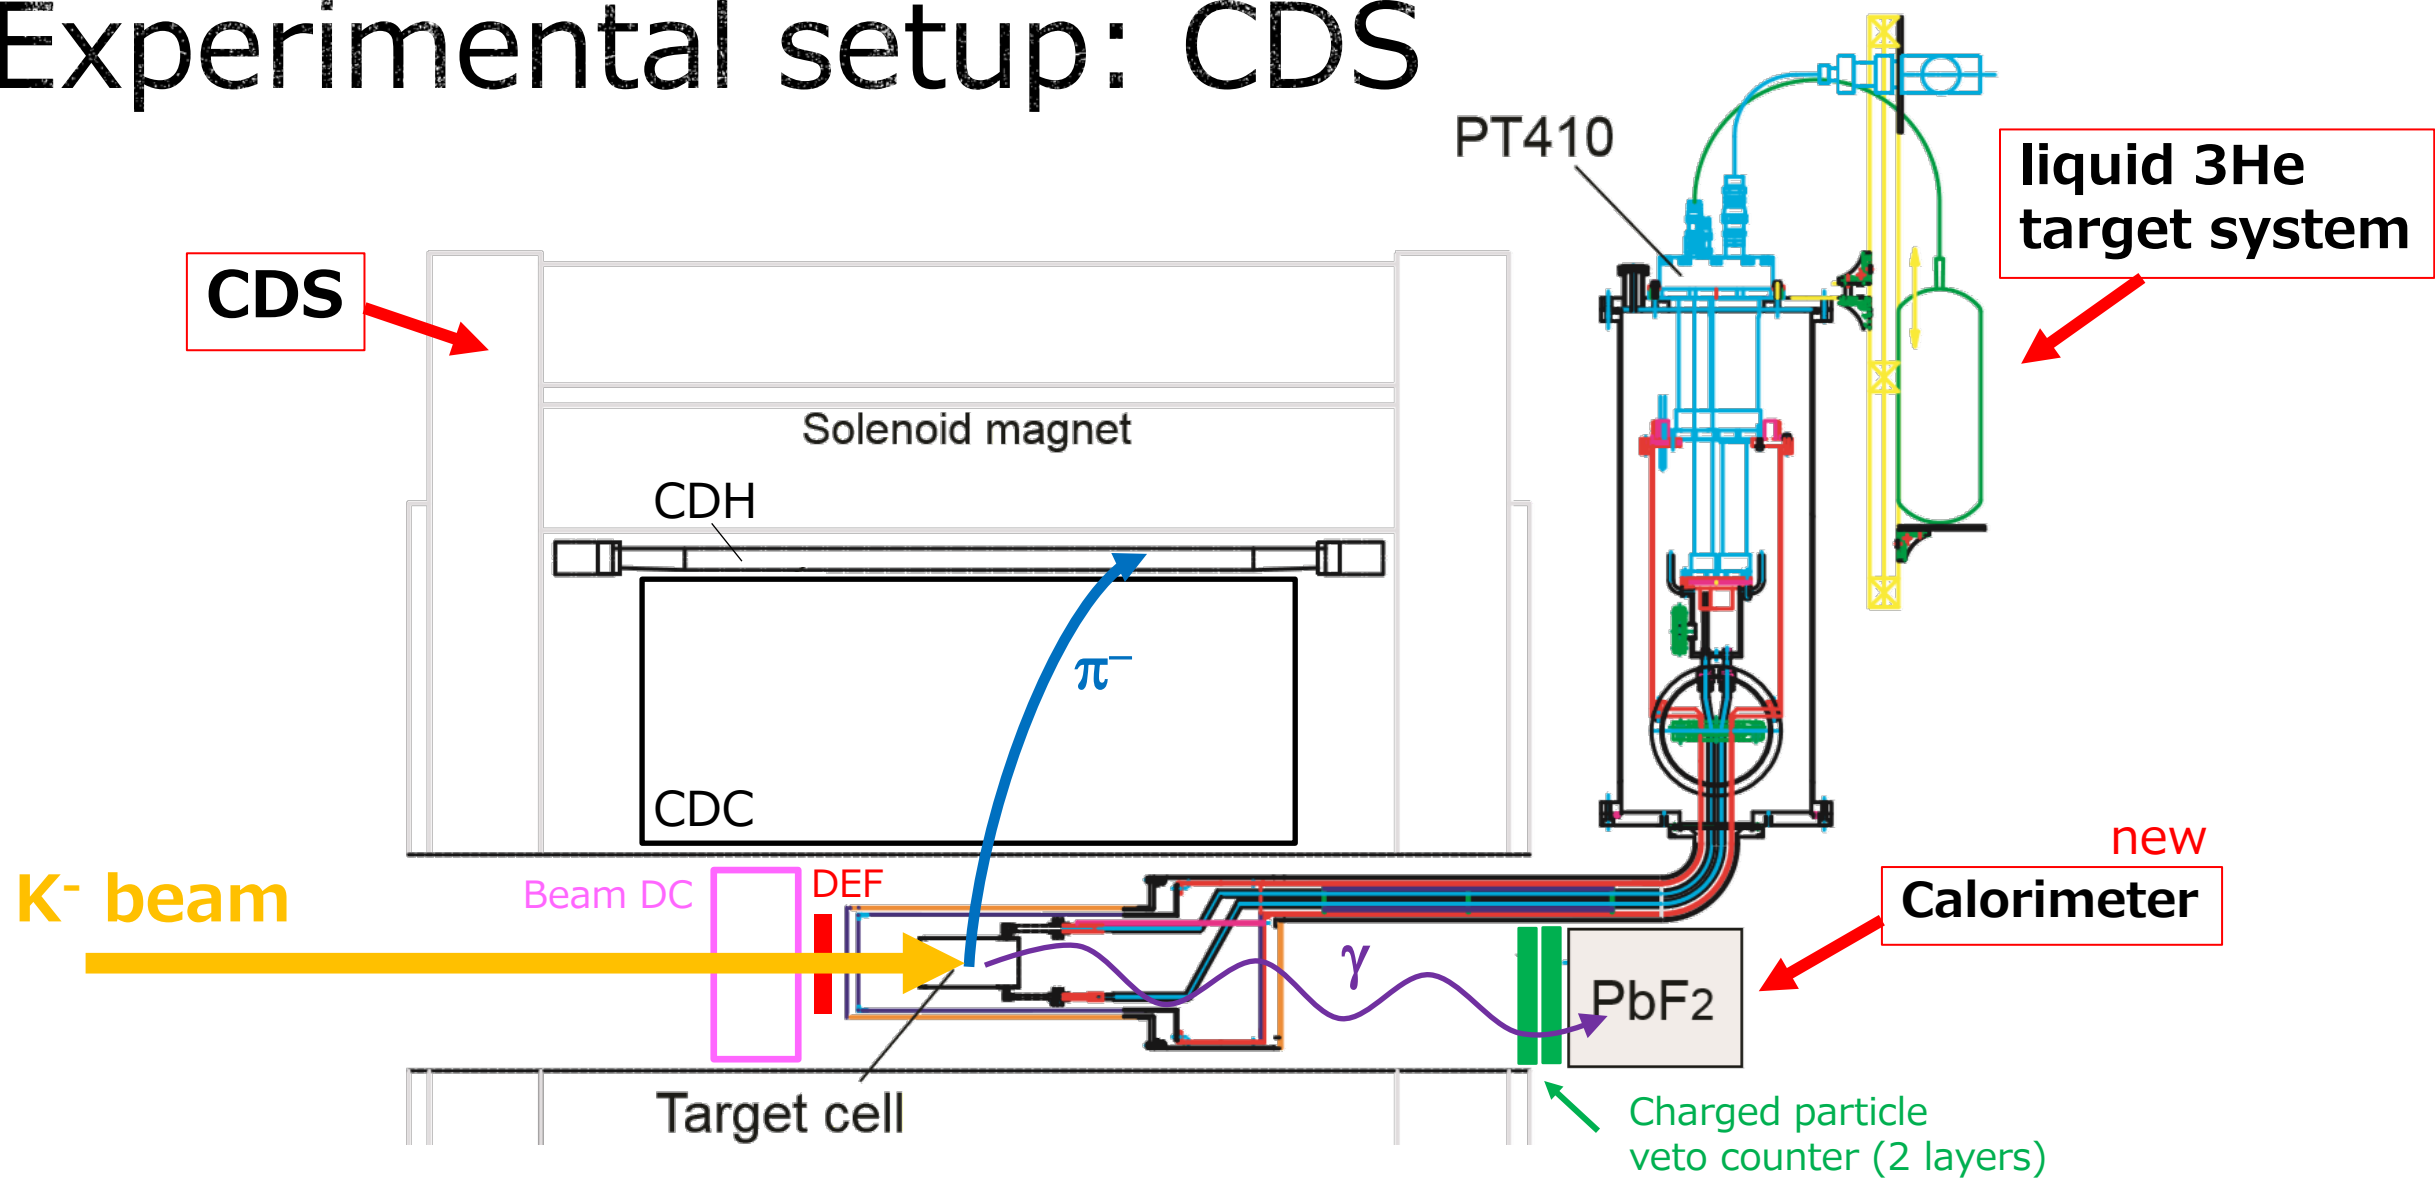 Experimental setup: CDS
PT410
liquid 3He
target system
CDS
Solenoid magnet
CDH
π⁻
CDC
new
Calorimeter
K⁻ beam
Beam DC
DEF
γ
PbF2
Target cell
Charged particle
veto counter (2 layers)